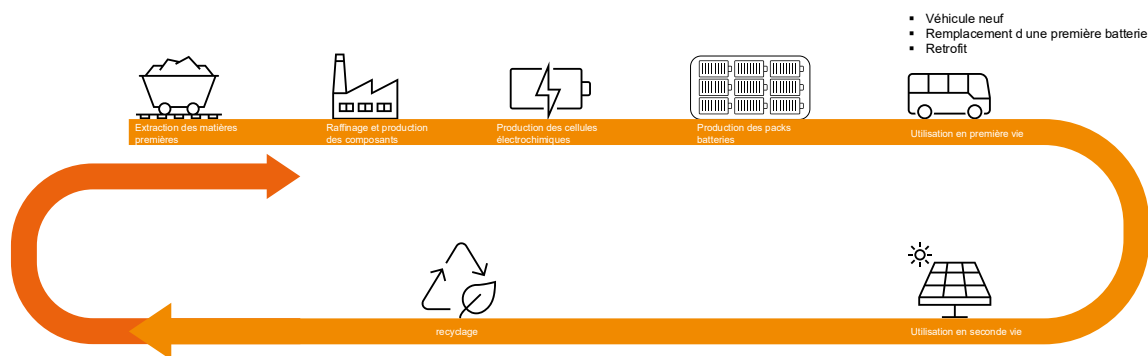 Véhicule neuf
Remplacement d une première batterie
Retrofit
Extraction des matières
premières
Raffinage et production
des composants
Production des cellules
électrochimiques
Production des packs
batteries
Utilisation en première vie
recyclage
Utilisation en seconde vie